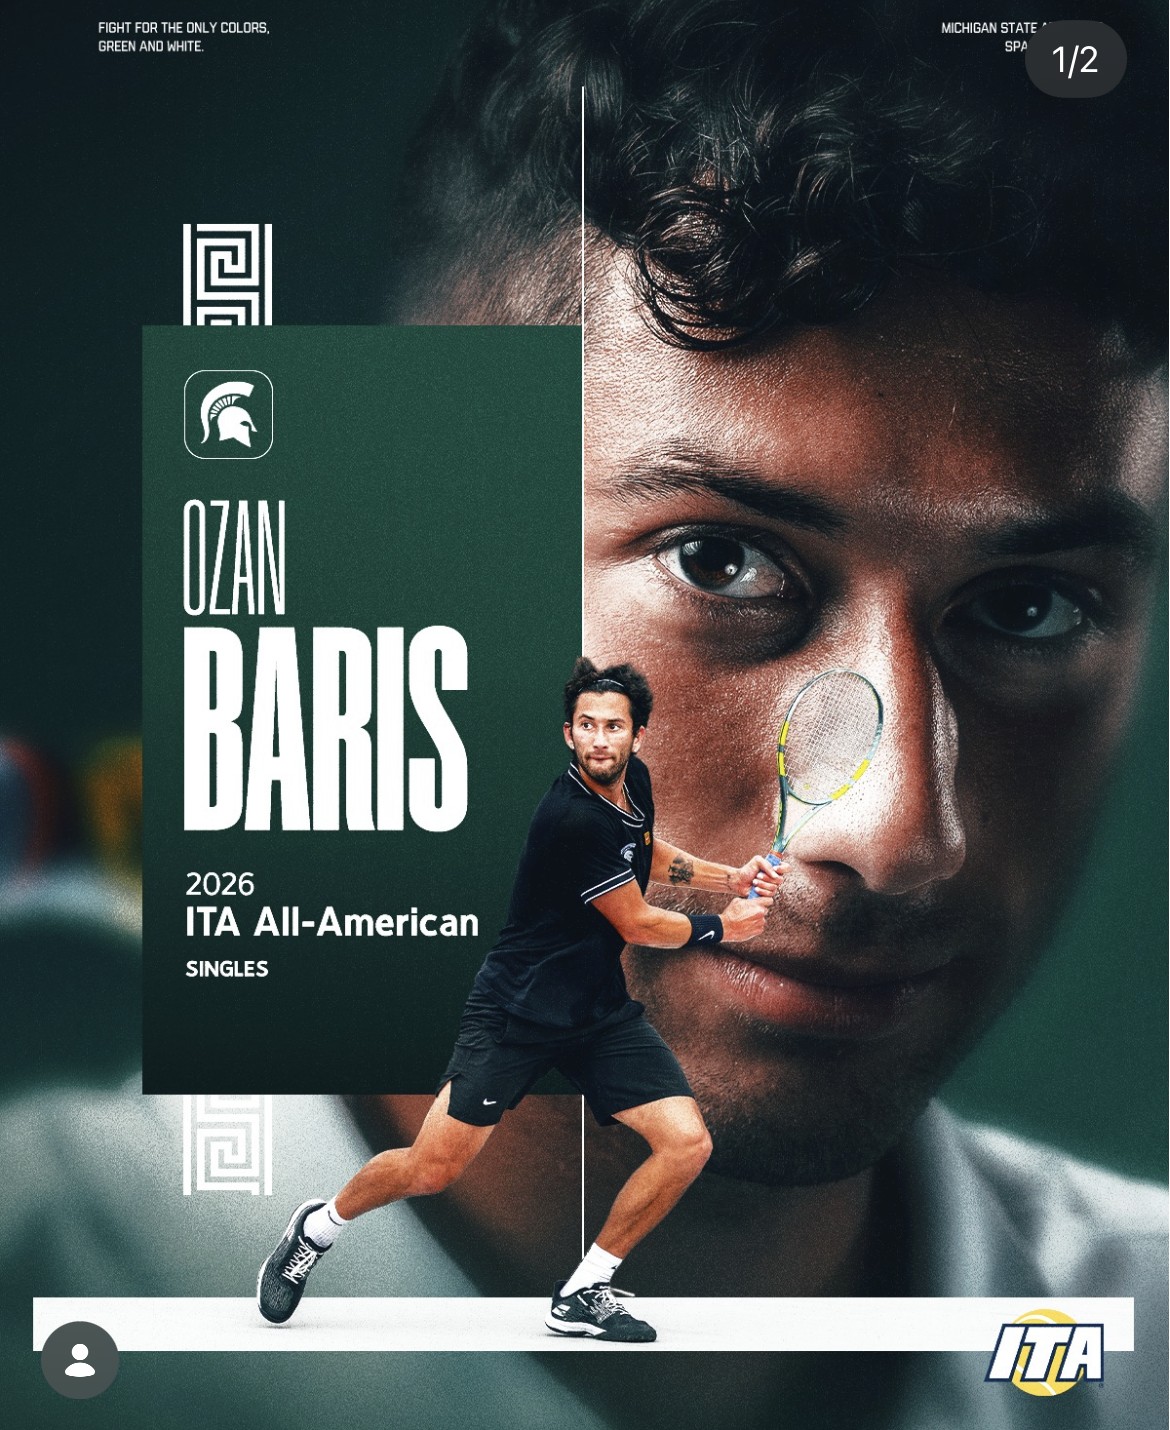 FIGHT FOR THE ONLY COLORS,
GREEN AND WHITE.
MICHIGAN STATE
1/2
OZAN
BARIS
2026
ITA All-American
SINGLES
ITA